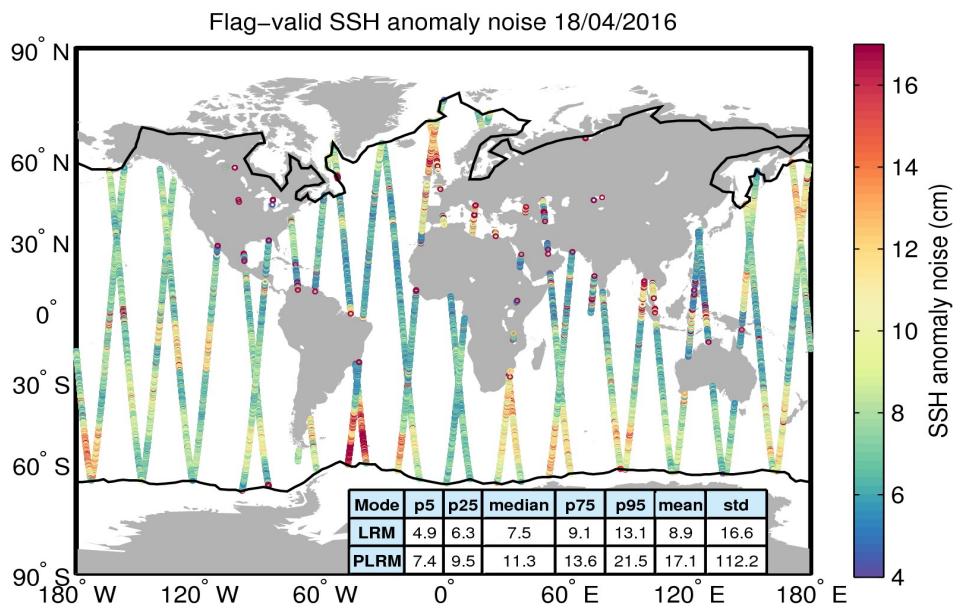 Flag−valid SSH anomaly noise 18/04/2016
90° N
60° N
30° N
0°
30° S
60° S
90° S
180° W 120° W 60° W 0° 60° E 120° E 180° E
16
14
12
10
8
6
4
SSH anomaly noise (cm)
Mode p5 p25 median p75 p95 mean std
LRM 4.9 6.3 7.5 9.1 13.1 8.9 16.6
PLRM 7.4 9.5 11.3 13.6 21.5 17.1 112.2